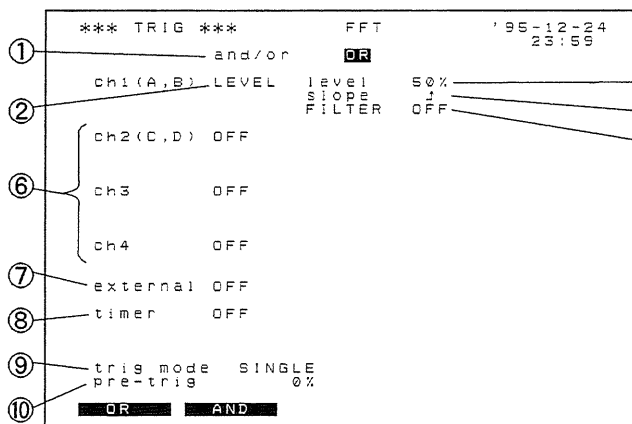 *** TRIG *** FFT '95-12-24
23:59
① and/or OR
ch1(A,B) LEVEL level 50%
② slope ↥
FILTER OFF
ch2(C,D) OFF
⑥ ch3 OFF
ch4 OFF
⑦ external OFF
⑧ timer OFF
⑨ trig mode SINGLE
pre-trig 0%
⑩ OR AND